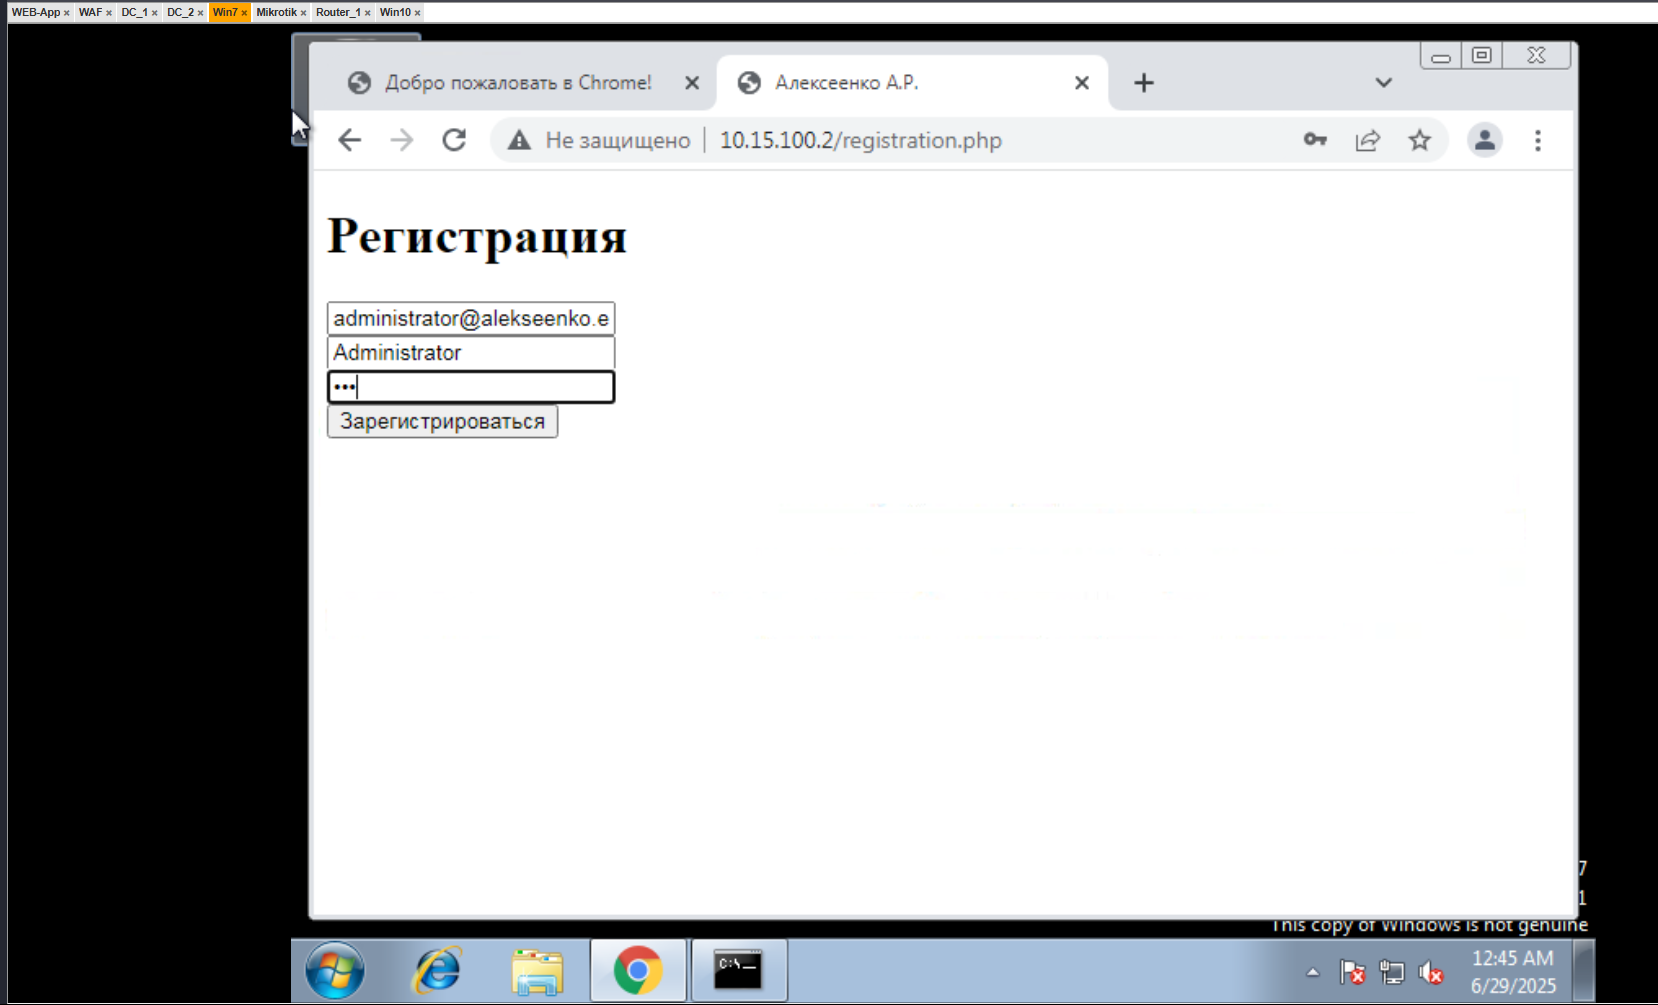 WEB-App × WAF × DC_1 × DC_2 × Win7 × Mikrotik × Router_1 × Win10 ×
Добро пожаловать в Chrome! Алексеенко А.Р.
Не защищено 10.15.100.2/registration.php
Регистрация
administrator@alekseenko.e
Administrator
•••
Зарегистрироваться
7
1
This copy of Windows is not genuine
C:\
12:45 AM
6/29/2025